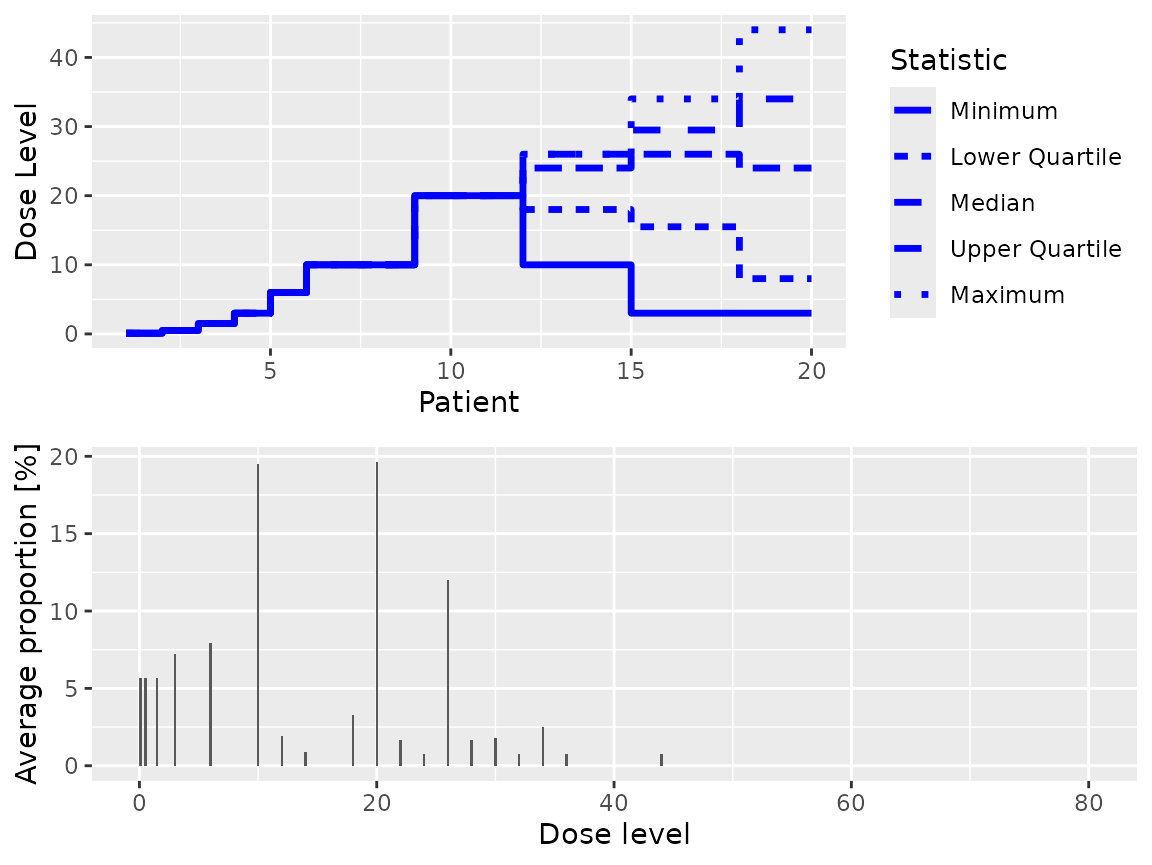 Dose Level
40
30
20
10
0
5 10 15 20
Patient
Statistic
Minimum
Lower Quartile
Median
Upper Quartile
Maximum
Average proportion [%]
20
15
10
5
0
0 20 40 60 80
Dose level